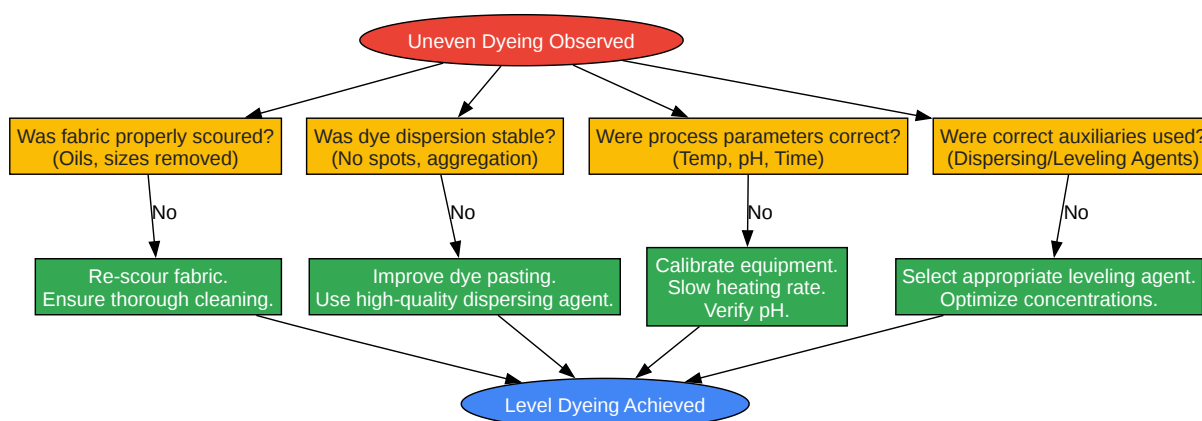 Uneven Dyeing Observed
Was fabric properly scoured?
(Oils, sizes removed)
Was dye dispersion stable?
(No spots, aggregation)
Were process parameters correct?
(Temp, pH, Time)
Were correct auxiliaries used?
(Dispersing/Leveling Agents)
No
No
No
No
Re-scour fabric.
Ensure thorough cleaning.
Improve dye pasting.
Use high-quality dispersing agent.
Calibrate equipment.
Slow heating rate.
Verify pH.
Select appropriate leveling agent.
Optimize concentrations.
Level Dyeing Achieved